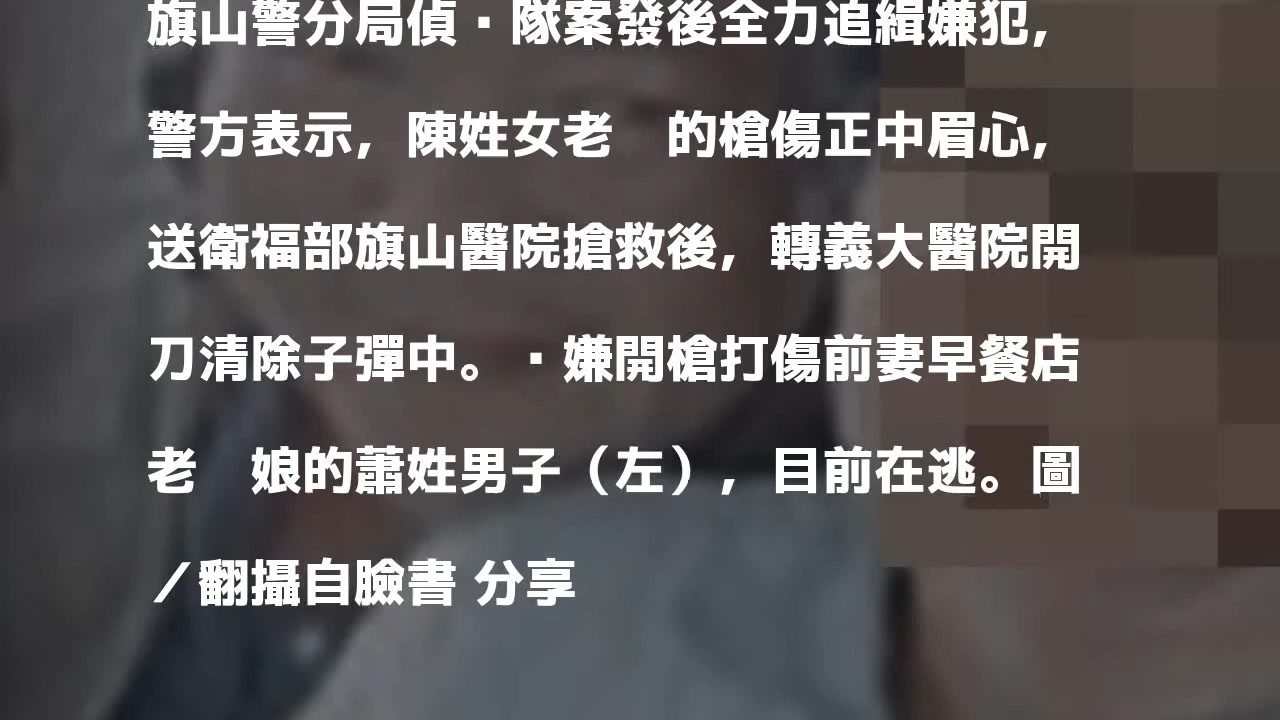 旗山警分局偵▪隊案發後全力追緝嫌犯,
警方表示，陳姓女老　的槍傷正中眉心,
送衛福部旗山醫院搶救後，轉義大醫院開
刀清除子彈中。▪嫌開槍打傷前妻早餐店
老　娘的蕭姓男子（左），目前在逃。圖
／翻攝自臉書 分享